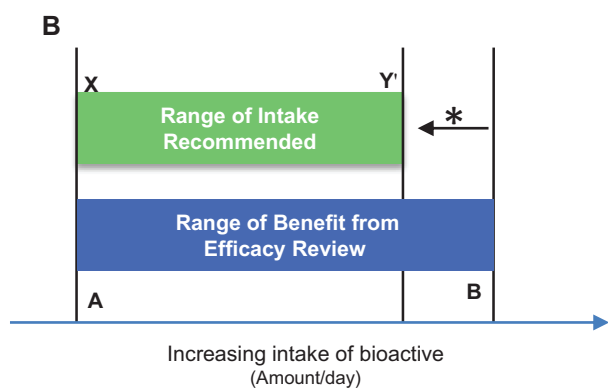 B
X
Y'
*
Range of Intake
Recommended
Range of Benefit from
Efficacy Review
A
B
Increasing intake of bioactive
(Amount/day)